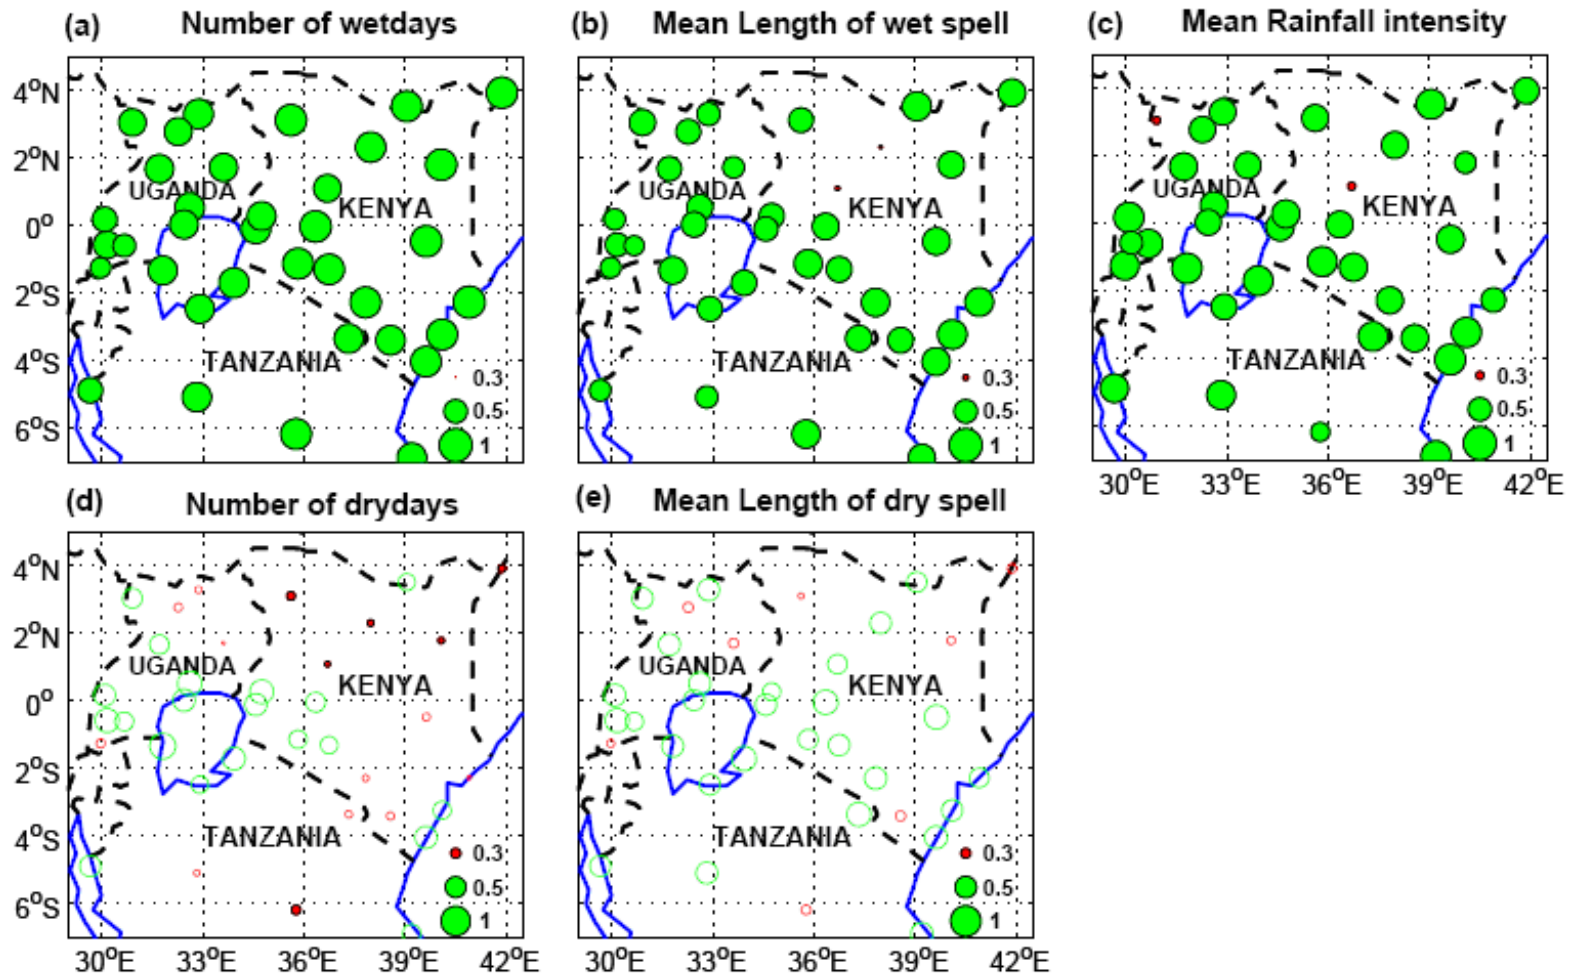 (a) Number of wetdays
(b) Mean Length of wet spell
(c) Mean Rainfall intensity
4°N
2°N
0°
2°S
4°S
6°S
UGANDA
KENYA
TANZANIA
0.3
0.5
1
UGANDA
KENYA
TANZANIA
0.3
0.5
1
UGANDA
KENYA
TANZANIA
0.3
0.5
1
30°E 33°E 36°E 39°E 42°E
(d) Number of drydays
(e) Mean Length of dry spell
4°N
2°N
0°
2°S
4°S
6°S
UGANDA
KENYA
TANZANIA
0.3
0.5
1
UGANDA
KENYA
TANZANIA
0.3
0.5
1
30°E 33°E 36°E 39°E 42°E
30°E 33°E 36°E 39°E 42°E